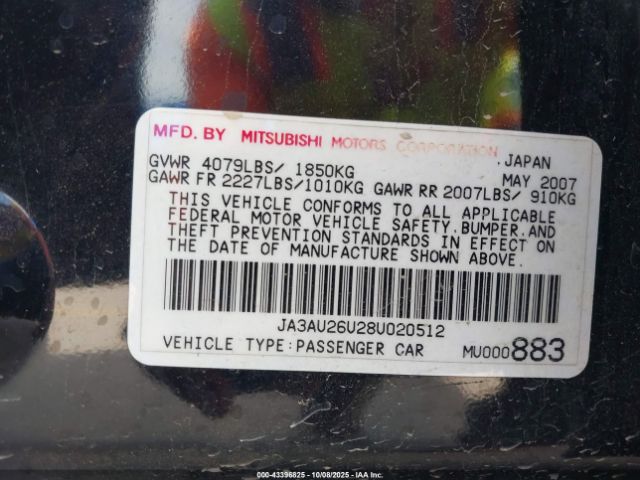 MFD. BY MITSUBISHI MOTORS CORPORATION , JAPAN
GVWR 4079LBS/ 1850KG MAY 2007
GAWR FR 2227LBS/1010KG GAWR RR 2007LBS/ 910KG
THIS VEHICLE CONFORMS TO ALL APPLICABLE
FEDERAL MOTOR VEHICLE SAFETY,BUMPER,AND
THEFT PREVENTION STANDARDS IN EFFECT ON
THE DATE OF MANUFACTURE SHOWN ABOVE.
JA3AU26U28U020512
VEHICLE TYPE:PASSENGER CAR MU000883
000-43396825 - 10/08/2025 - IAAI.CA